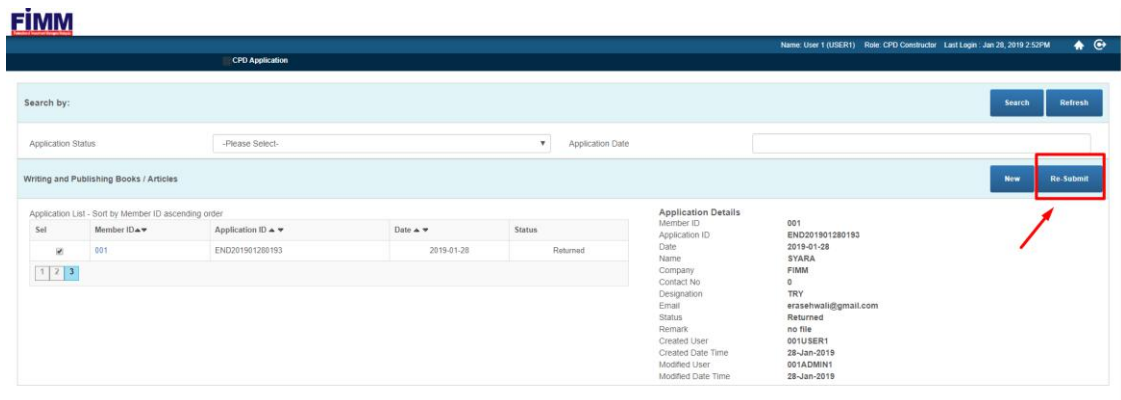 FiMM
Name: User 1 (USER1) Role: CPD Constructor Last Login : Jan 28, 2019 2:52PM
CPD Application
Search by:
Search Refresh
Application Status -Please Select- Application Date
Writing and Publishing Books / Articles
New Re-Submit
Application List - Sort by Member ID ascending order
Sel Member ID▲▼ Application ID ▲ ▼ Date ▲ ▼ Status
001 END201901280193 2019-01-28 Returned
1 2 3
Application Details
Member ID 001
Application ID END201901280193
Date 2019-01-28
Name SYARA
Company FIMM
Contact No 0
Designation TRY
Email erasehwali@gmail.com
Status Returned
Remark no file
Created User 001USER1
Created Date Time 28-Jan-2019
Modified User 001ADMIN1
Modified Date Time 28-Jan-2019